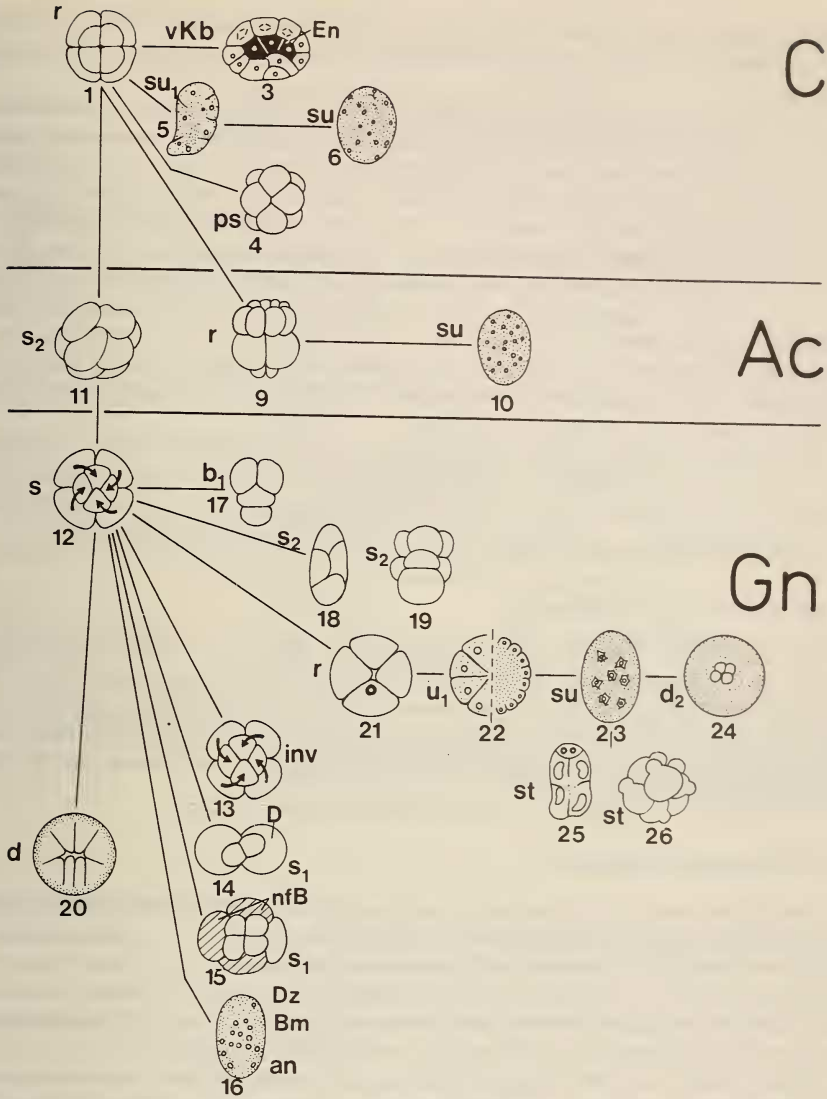 r
vKb
En
C
1
3
su1
5
su
6
ps
4
s2
r
su
Ac
11
9
10
s
b1
12
17
s2
s2
Gn
18
19
r
u1
su
d2
21
22
23
24
inv
13
st
st
25
26
D
d
s1
14
20
nfB
s1
15
Dz
Bm
an
16